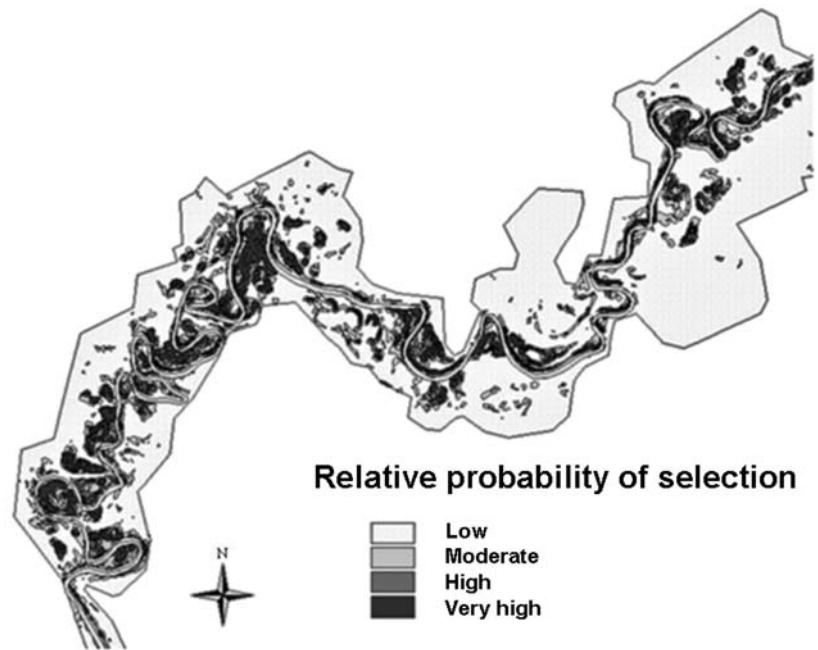 Relative probability of selection
Low
Moderate
High
Very high
N